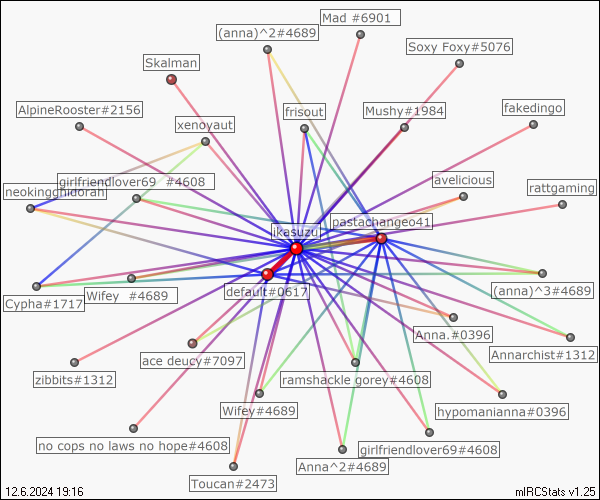 Mad #6901
(anna)^2#4689
Soxy Foxy#5076
Skalman
AlpineRooster#2156
frisout
Mushy#1984
fakedingo
xenoyaut
girlfriendlover69 #4608
avelicious
rattgaming
neokingghidorah
pastachangeo41
ikasuzu
Cypha#1717
Wifey #4689
default#0617
(anna)^3#4689
Anna.#0396
Annarchist#1312
ace deucy#7097
zibbits#1312
ramshackle gorey#4608
Wifey#4689
hypomanianna#0396
no cops no laws no hope#4608
girlfriendlover69#4608
Anna^2#4689
Toucan#2473
12.6.2024 19:16
mIRCStats v1.25